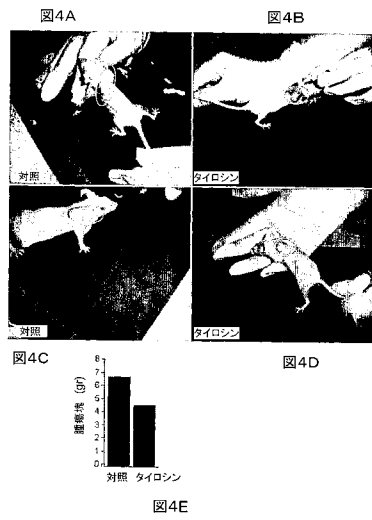 図4A
図4B
対照
タイロシン
対照
タイロシン
図4C
図4D
腫瘍塊 (gr)
8
7
6
5
4
3
2
1
0
対照 タイロシン
図4E